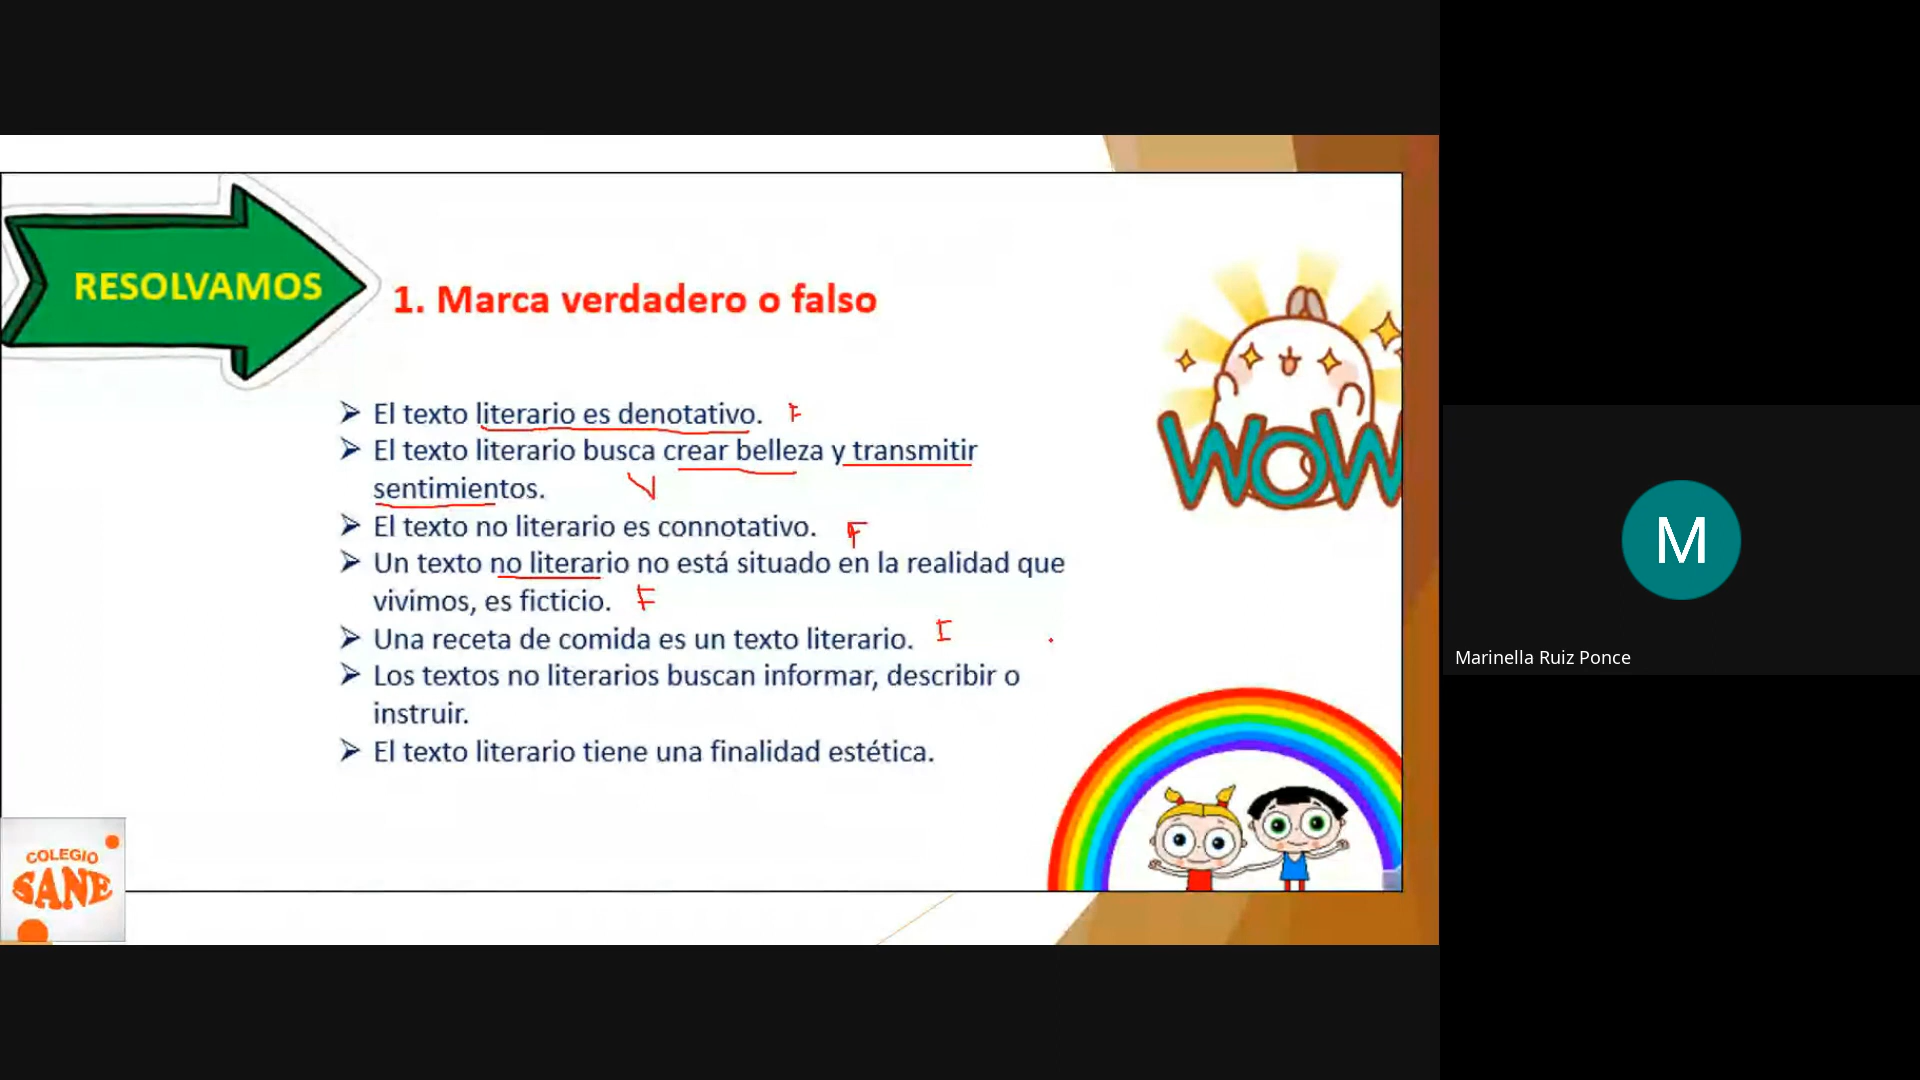 RESOLVAMOS
1. Marca verdadero o falso
WOW
➢ El texto literario es denotativo. F
➢ El texto literario busca crear belleza y transmitir
sentimientos. V
➢ El texto no literario es connotativo. F
➢ Un texto no literario no está situado en la realidad que
vivimos, es ficticio. F
➢ Una receta de comida es un texto literario. F
➢ Los textos no literarios buscan informar, describir o
instruir.
➢ El texto literario tiene una finalidad estética.
COLEGIO
SANE
M
Marinella Ruiz Ponce